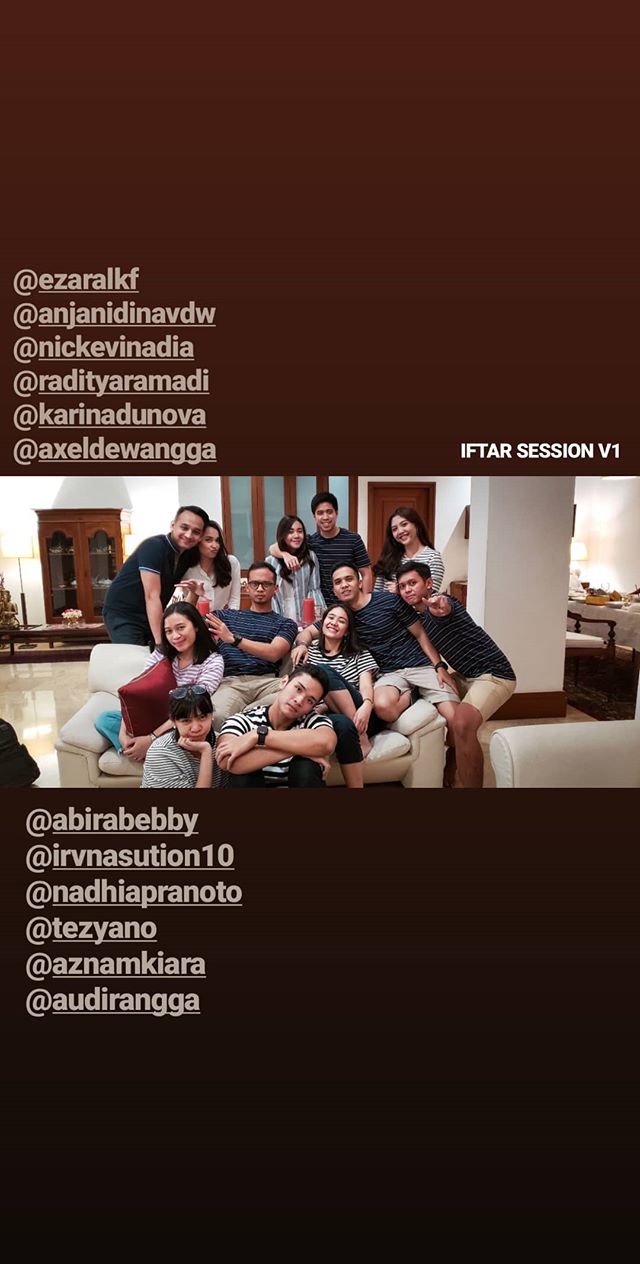 @ezaralkf
@anjanidinavdw
@nickevinadia
@radityaramadi
@karinadunova
@axeldewangga
IFTAR SESSION V1
@abirabebby
@irvnasution10
@nadhiapranoto
@tezyano
@aznamkiara
@audirangga